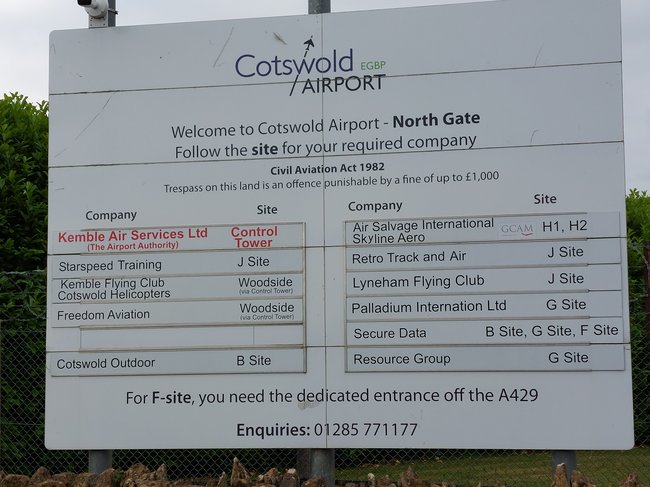 Cotswold EGBP
AIRPORT
Welcome to Cotswold Airport - North Gate
Follow the site for your required company
Civil Aviation Act 1982
Trespass on this land is an offence punishable by a fine of up to £1,000
Company Site
Kemble Air Services Ltd Control
(The Airport Authority) Tower
Starspeed Training J Site
Kemble Flying Club Woodside
Cotswold Helicopters (via Control Tower)
Freedom Aviation Woodside
(via Control Tower)
Cotswold Outdoor B Site
Company Site
Air Salvage International GCAM H1, H2
Skyline Aero
Retro Track and Air J Site
Lyneham Flying Club J Site
Palladium Internation Ltd G Site
Secure Data B Site, G Site, F Site
Resource Group G Site
For F-site, you need the dedicated entrance off the A429
Enquiries: 01285 771177